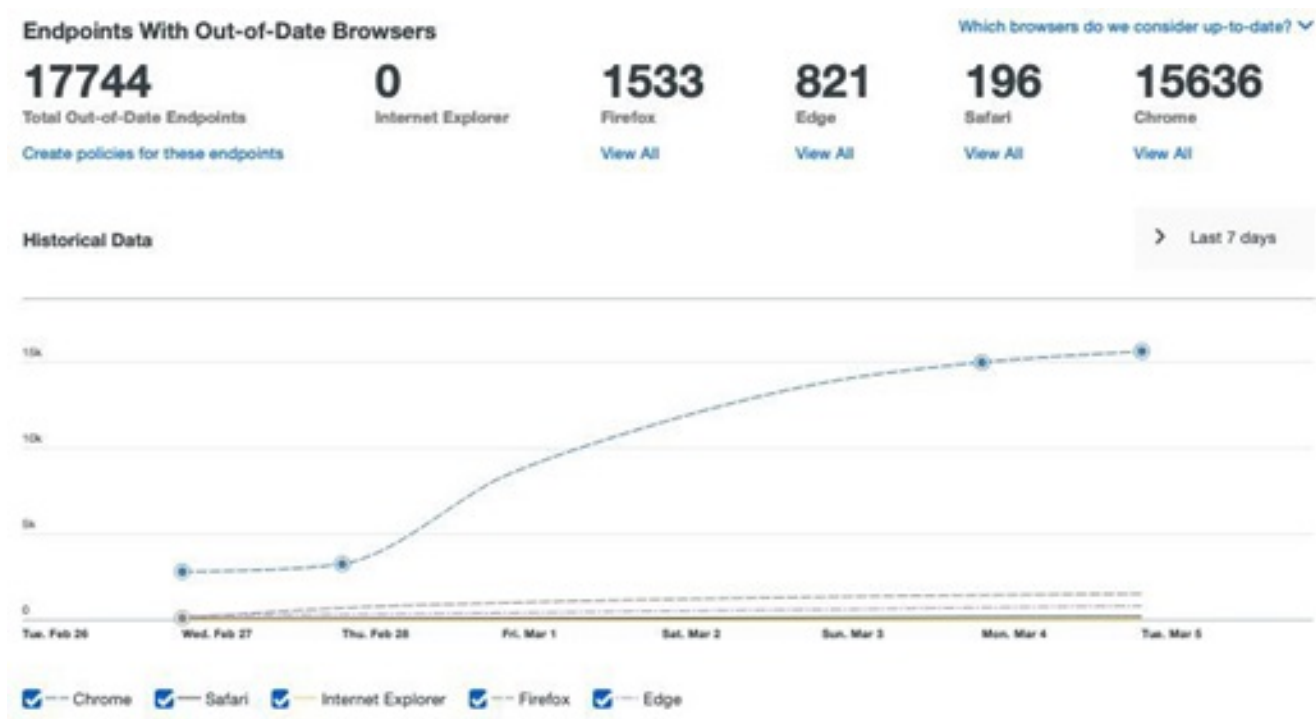 Endpoints With Out-of-Date Browsers
Which browsers do we consider up-to-date?
17744 0 1533 821 196 15636
Total Out-of-Date Endpoints Internet Explorer Firefox Edge Safari Chrome
Create policies for these endpoints View All View All View All View All
Historical Data
Last 7 days
15k
10k
5k
0
Tue. Feb 26 Wed. Feb 27 Thu. Feb 28 Fri. Mar 1 Sat. Mar 2 Sun. Mar 3 Mon. Mar 4 Tue. Mar 5
Chrome Safari Internet Explorer Firefox Edge